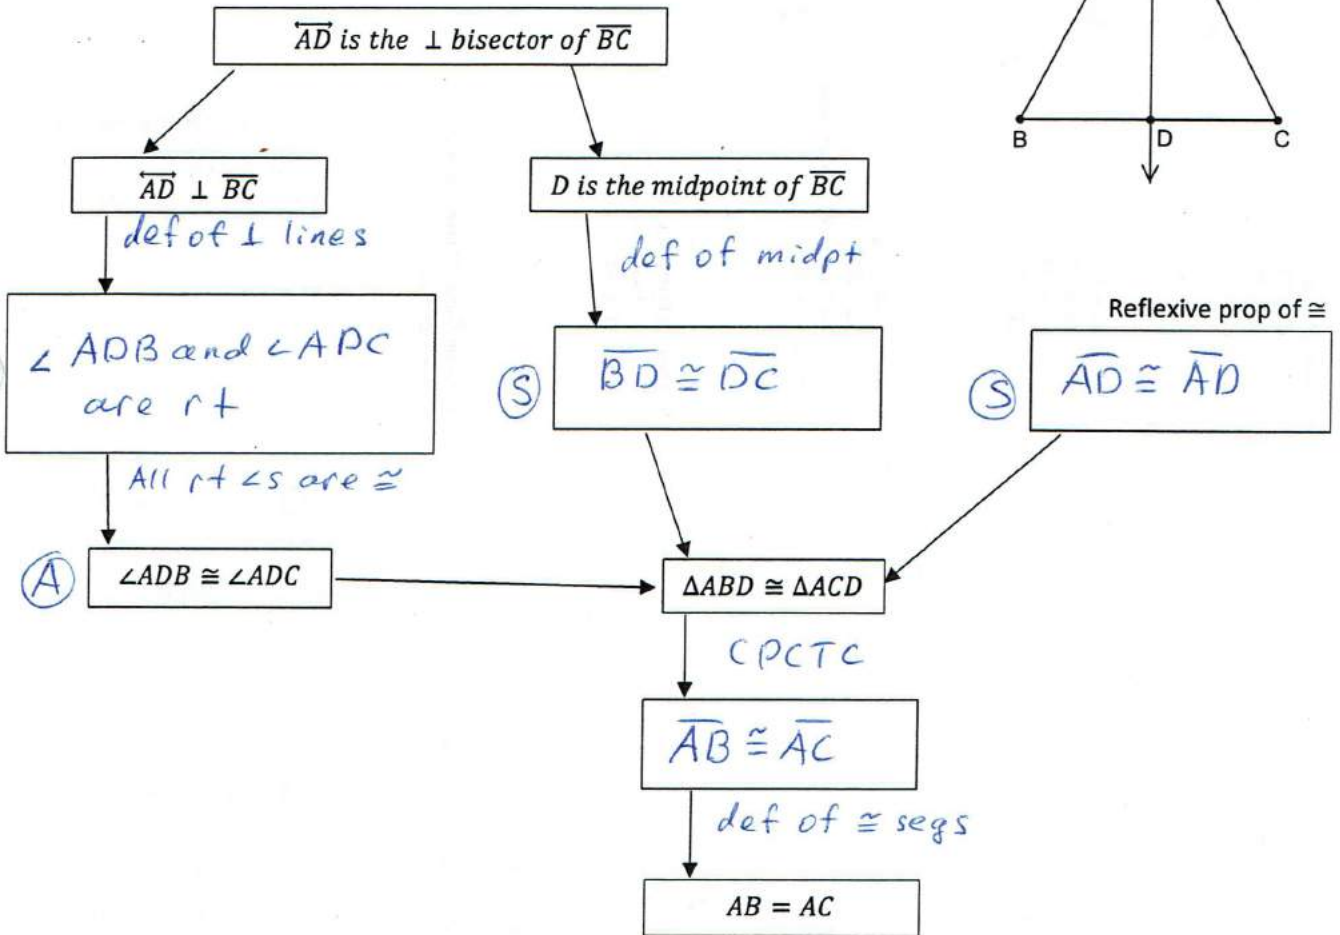 AD is the ⊥ bisector of BC
B D C
AD ⊥ BC
D is the midpoint of BC
def of ⊥ lines
def of midpt
Reflexive prop of ≅
∠ ADB and ∠ADC
are rt
S
BD ≅ DC
S
AD ≅ AD
All rt ∠s are ≅
A
∠ADB ≅ ∠ADC
ΔABD ≅ ΔACD
CPCTC
AB ≅ AC
def of ≅ segs
AB = AC